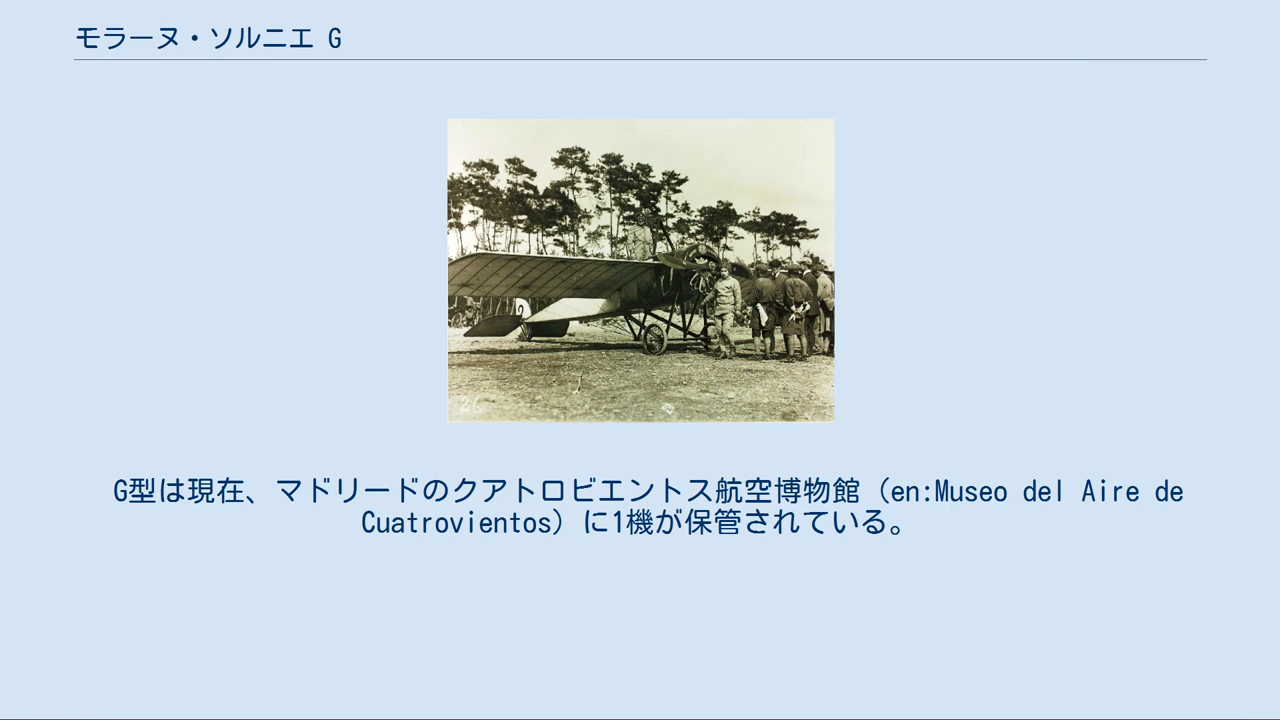 モラーヌ・ソルニエ G
26
G型は現在、マドリードのクアトロビエントス航空博物館（en:Museo del Aire de
Cuatrovientos）に1機が保管されている。